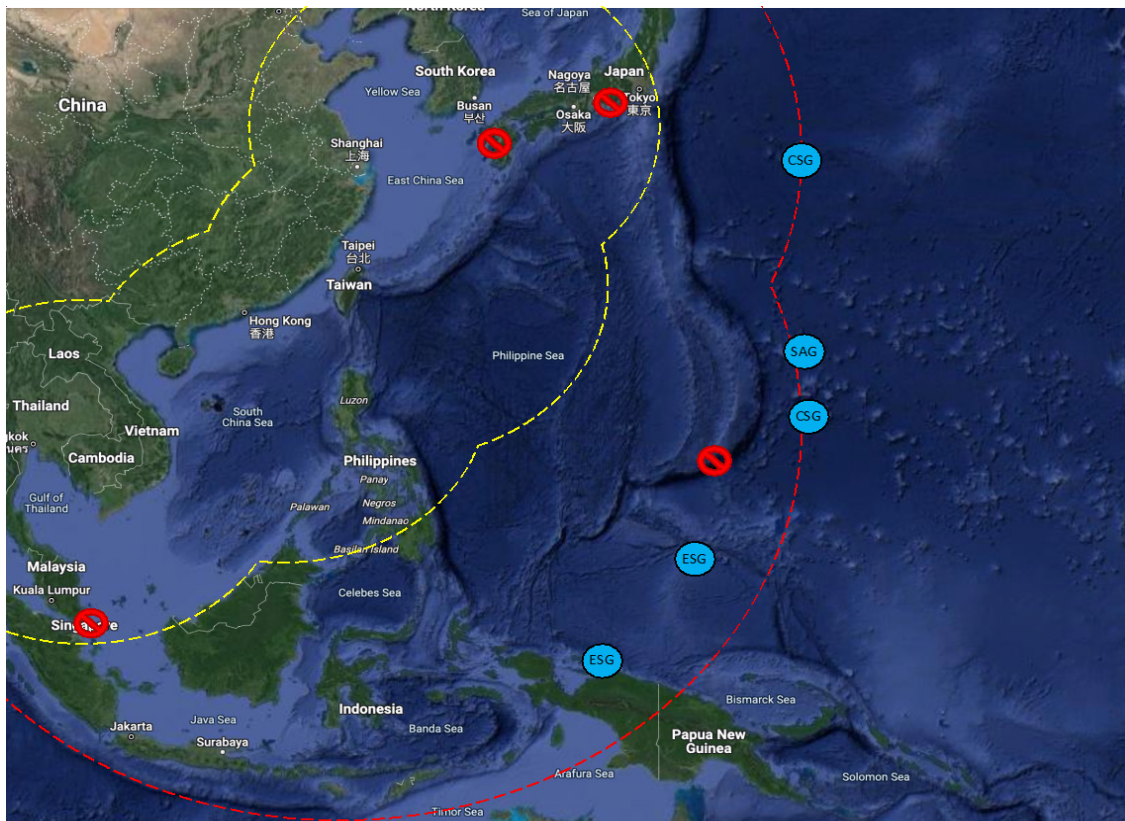 North Korea
Sea of Japan
South Korea
Nagoya
名古屋
Japan
China
Yellow Sea
Busan
부산
Tokyo
東京
Osaka
大阪
Shanghai
上海
CSG
East China Sea
Taipei
台北
Taiwan
Hong Kong
香港
Laos
Philippine Sea
SAG
Thailand
Luzon
South
China Sea
CSG
Vietnam
Cambodia
Philippines
Panay
Gulf of
Thailand
Palawan
Negros
Mindanao
Basilan Island
ESG
Malaysia
Kuala Lumpur
Celebes Sea
Singapore
ESG
Bismarck Sea
Indonesia
Jakarta
Java Sea
Banda Sea
Papua New
Guinea
Surabaya
Arafura Sea
Solomon Sea
Timor Sea